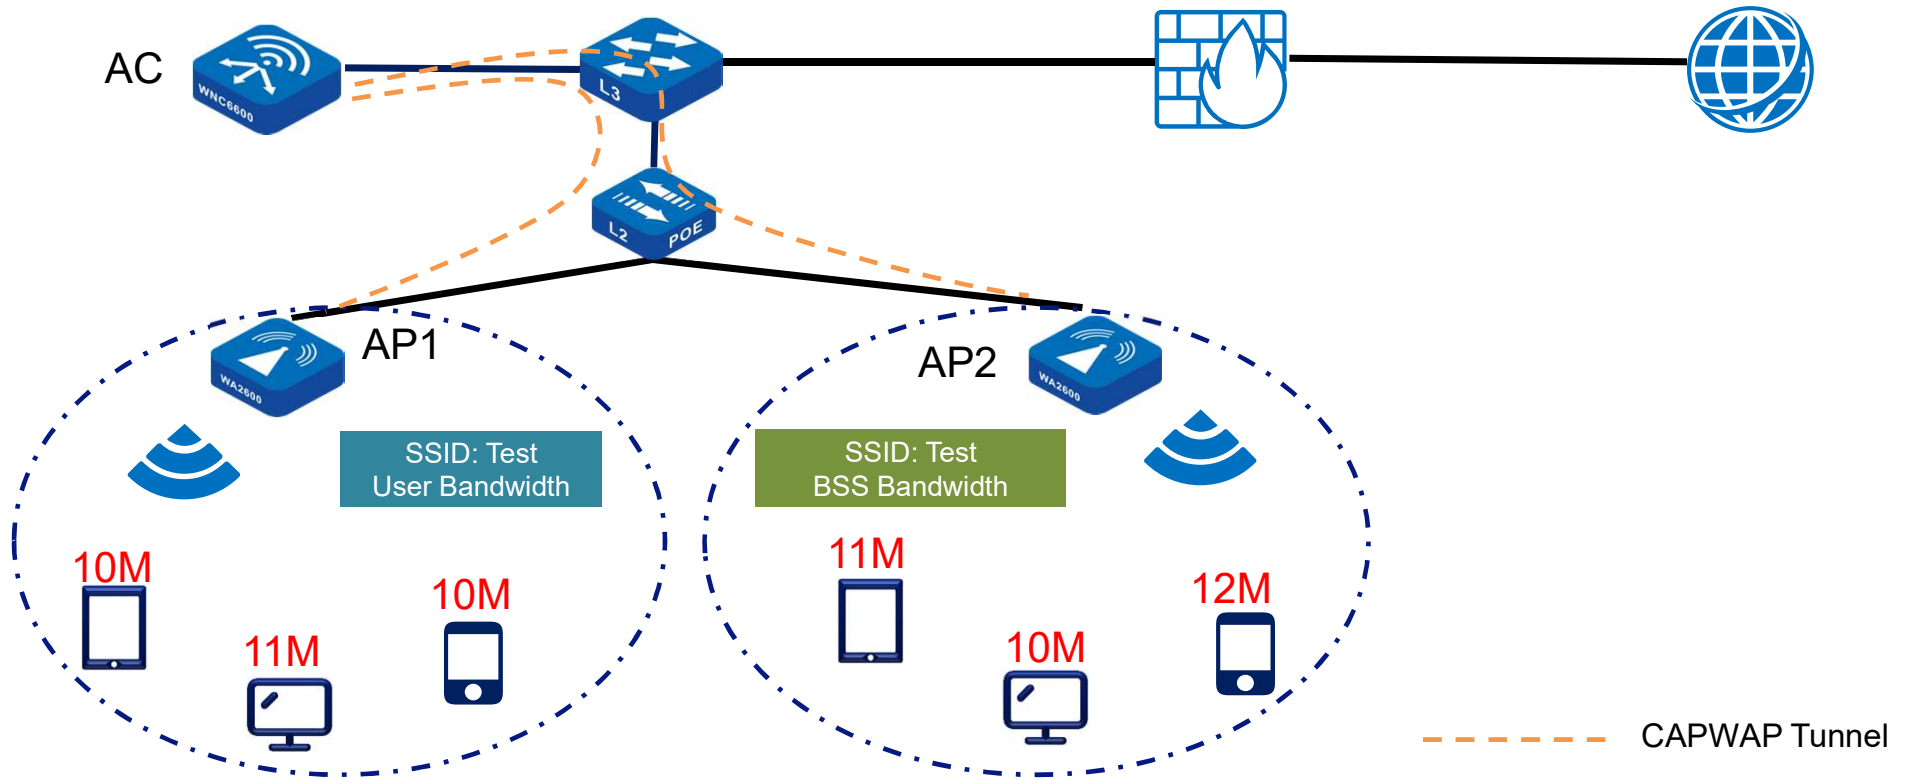 AC
WNC6600
L3
L2
POE
AP1
WA2600
AP2
WA2600
SSID: Test
User Bandwidth
SSID: Test
BSS Bandwidth
10M
11M
10M
11M
10M
12M
CAPWAP Tunnel